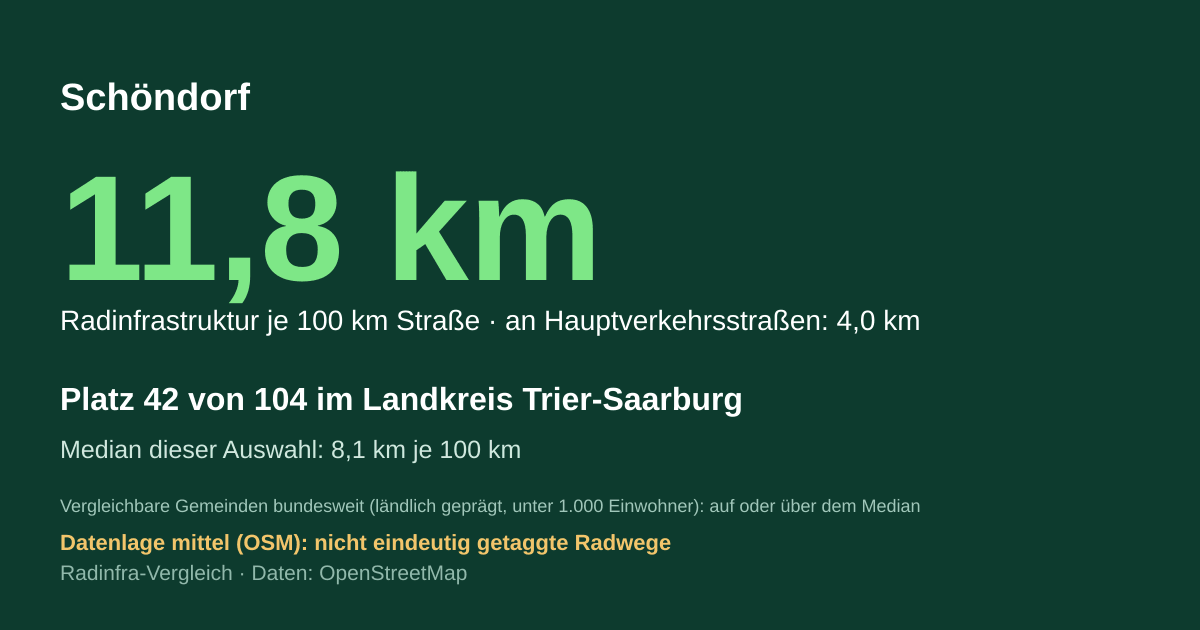 Schöndorf
11,8 km
Radinfrastruktur je 100 km Straße · an Hauptverkehrsstraßen: 4,0 km
Platz 42 von 104 im Landkreis Trier-Saarburg
Median dieser Auswahl: 8,1 km je 100 km
Vergleichbare Gemeinden bundesweit (ländlich geprägt, unter 1.000 Einwohner): auf oder über dem Median
Datenlage mittel (OSM): nicht eindeutig getaggte Radwege
Radinfra-Vergleich · Daten: OpenStreetMap